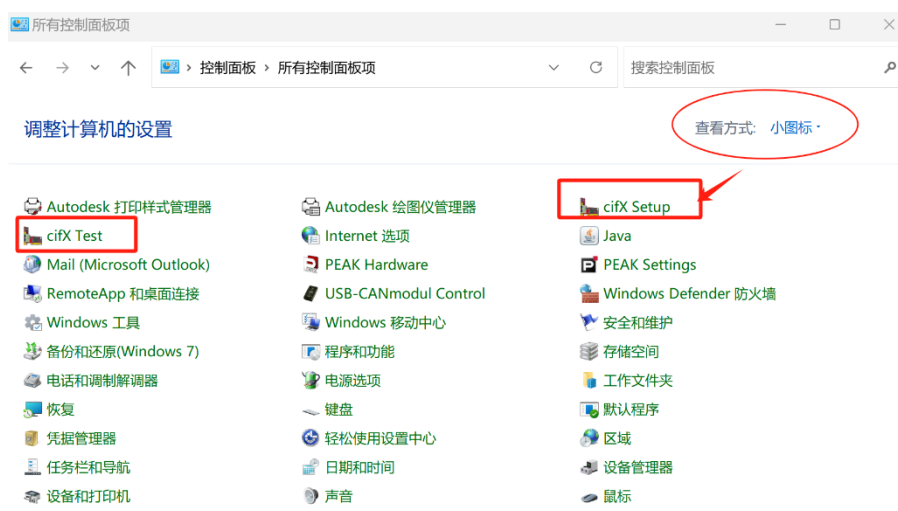 所有控制面板项
控制面板 › 所有控制面板项
搜索控制面板
调整计算机的设置
查看方式: 小图标
Autodesk 打印样式管理器 Autodesk 绘图仪管理器 cifX Setup
cifX Test Internet 选项 Java
Mail (Microsoft Outlook) PEAK Hardware PEAK Settings
RemoteApp 和桌面连接 USB-CANmodul Control Windows Defender 防火墙
Windows 工具 Windows 移动中心 安全和维护
备份和还原(Windows 7) 程序和功能 存储空间
电话和调制解调器 电源选项 工作文件夹
恢复 键盘 默认程序
凭据管理器 轻松使用设置中心 区域
任务栏和导航 日期和时间 设备管理器
设备和打印机 声音 鼠标